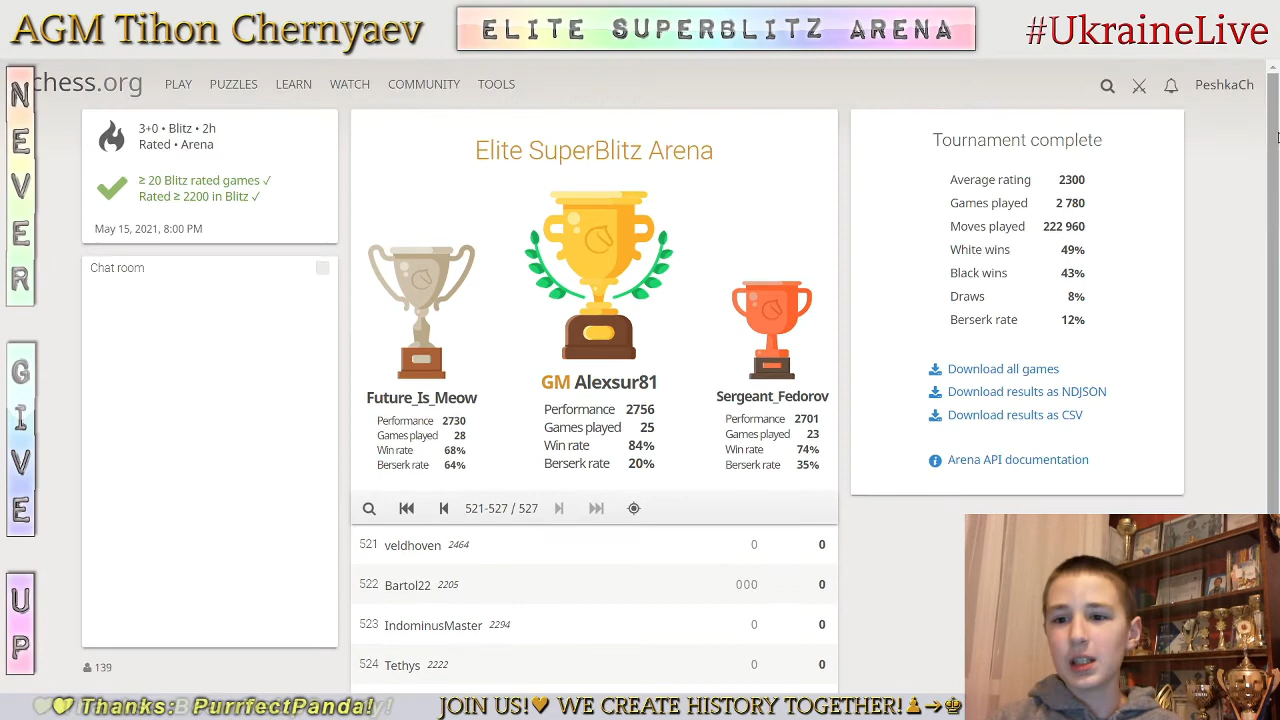 AGM Tihon Chernyaev
ELITE SUPERBLITZ ARENA
#UkraineLive
NEVER
GIVE
UP
chess.org
PLAY PUZZLES LEARN WATCH COMMUNITY TOOLS
PeshkaCh
3+0 • Blitz • 2h
Rated • Arena
≥ 20 Blitz rated games ✓
Rated ≥ 2200 in Blitz ✓
May 15, 2021, 8:00 PM
Chat room
139
Elite SuperBlitz Arena
Future_Is_Meow
Performance 2730
Games played 28
Win rate 68%
Berserk rate 64%
GM Alexsur81
Performance 2756
Games played 25
Win rate 84%
Berserk rate 20%
Sergeant_Fedorov
Performance 2701
Games played 23
Win rate 74%
Berserk rate 35%
521-527 / 527
521 veldhoven 2464 0 0
522 Bartol22 2205 000 0
523 IndominusMaster 2294 0 0
524 Tethys 2222 0 0
Tournament complete
Average rating 2300
Games played 2 780
Moves played 222 960
White wins 49%
Black wins 43%
Draws 8%
Berserk rate 12%
Download all games
Download results as NDJSON
Download results as CSV
Arena API documentation
Thanks: PurrfectPanda!
JOIN US! WE CREATE HISTORY TOGETHER!